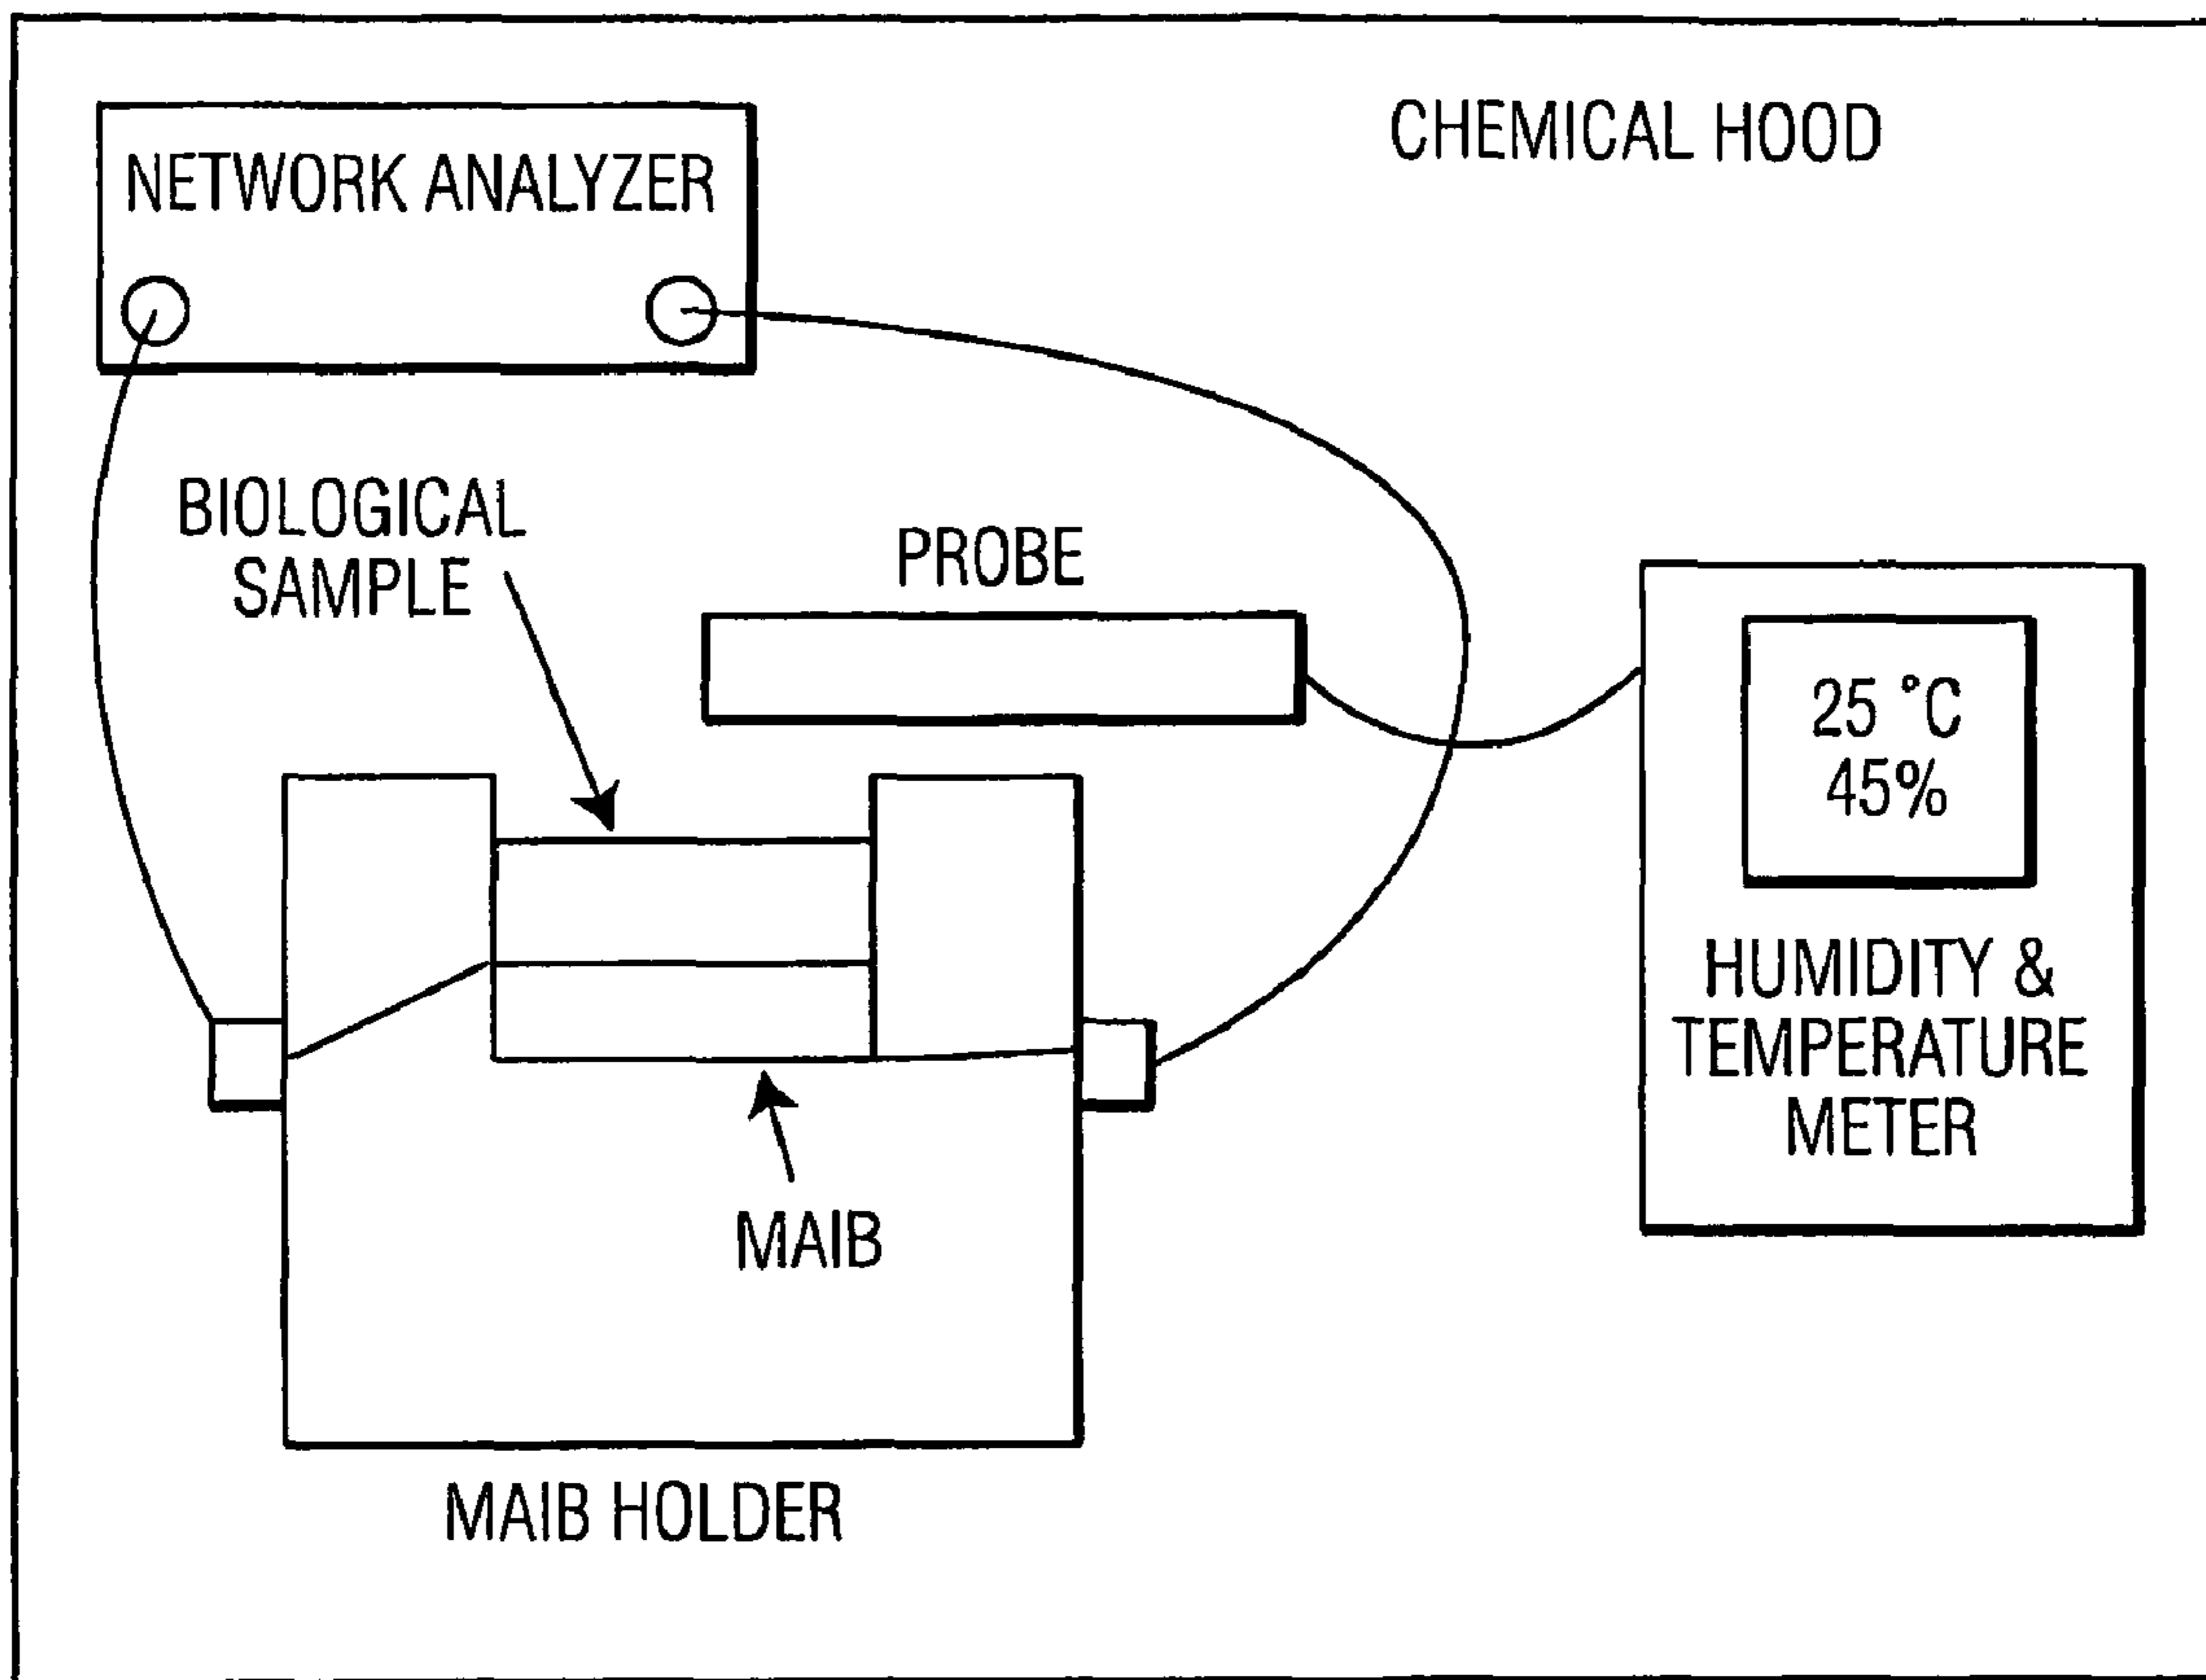 CHEMICAL HOOD
NETWORK ANALYZER
BIOLOGICAL
SAMPLE
PROBE
25 °C
45%
HUMIDITY &
TEMPERATURE
METER
MAIB
MAIB HOLDER